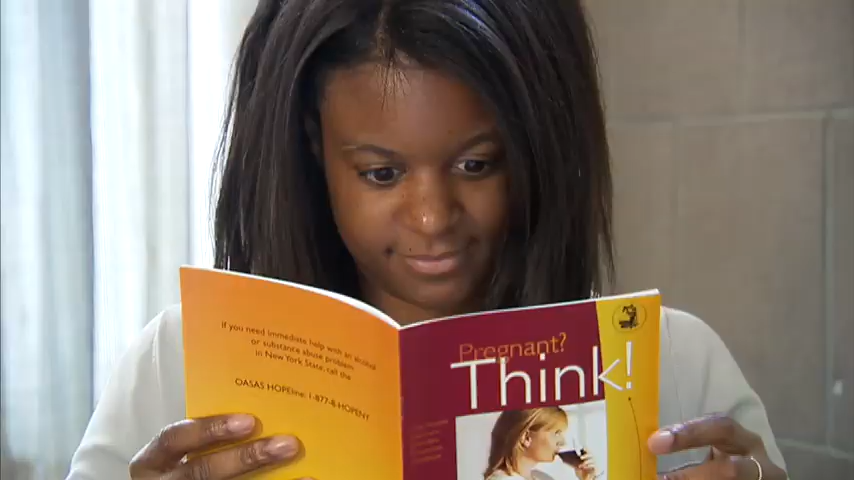 If you need immediate help with an alcohol
or substance abuse problem
in New York State, call the
OASAS HOPEline: 1-877-8-HOPENY
Pregnant?
Think!